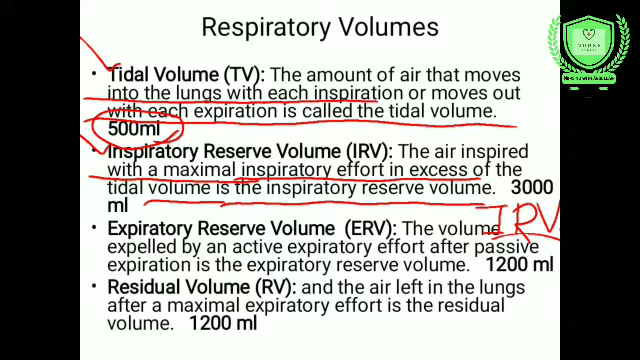 Respiratory Volumes
• Tidal Volume (TV): The amount of air that moves
into the lungs with each inspiration or moves out
with each expiration is called the tidal volume.
500ml
• Inspiratory Reserve Volume (IRV): The air inspired
with a maximal inspiratory effort in excess of the
tidal volume is the inspiratory reserve volume. 3000
ml
IRV
• Expiratory Reserve Volume (ERV): The volume
expelled by an active expiratory effort after passive
expiration is the expiratory reserve volume. 1200 ml
• Residual Volume (RV): and the air left in the lungs
after a maximal expiratory effort is the residual
volume. 1200 ml
NURSE